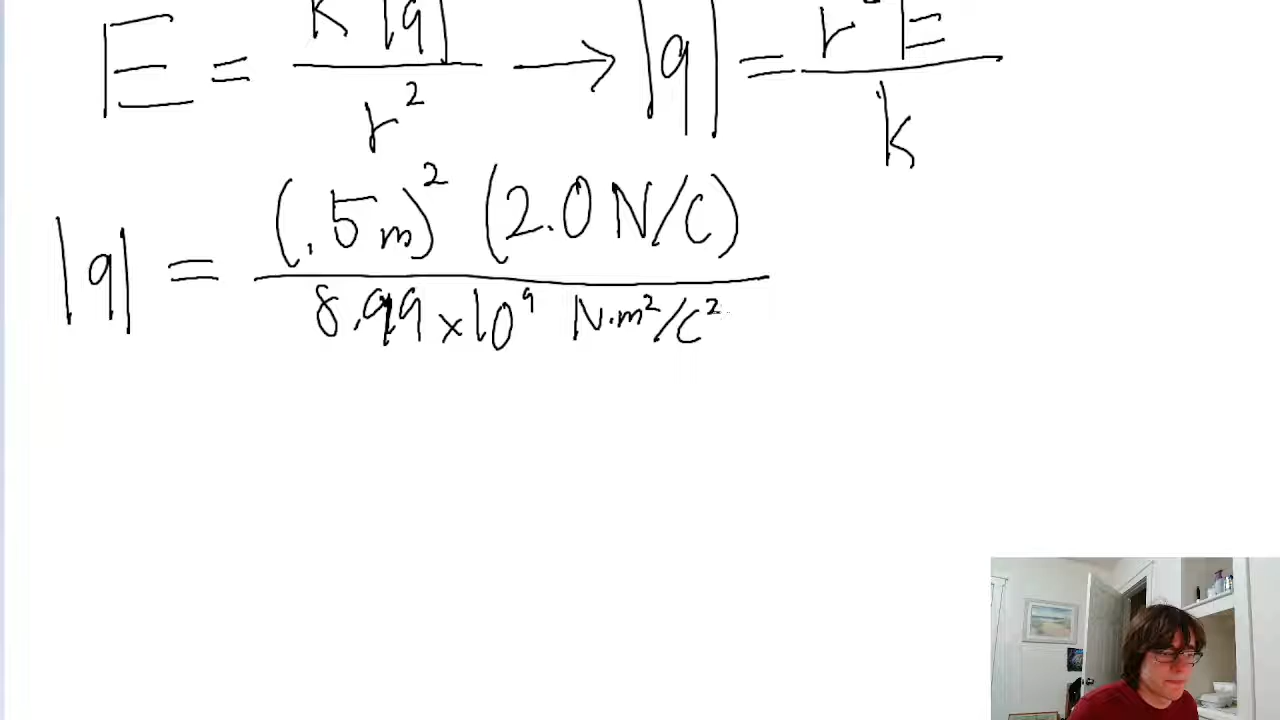 E = k |q| / r² → |q| = r² E / k
|q| = (.5 m)² (2.0 N/C) / 8.99 x 10⁹ N·m²/C²